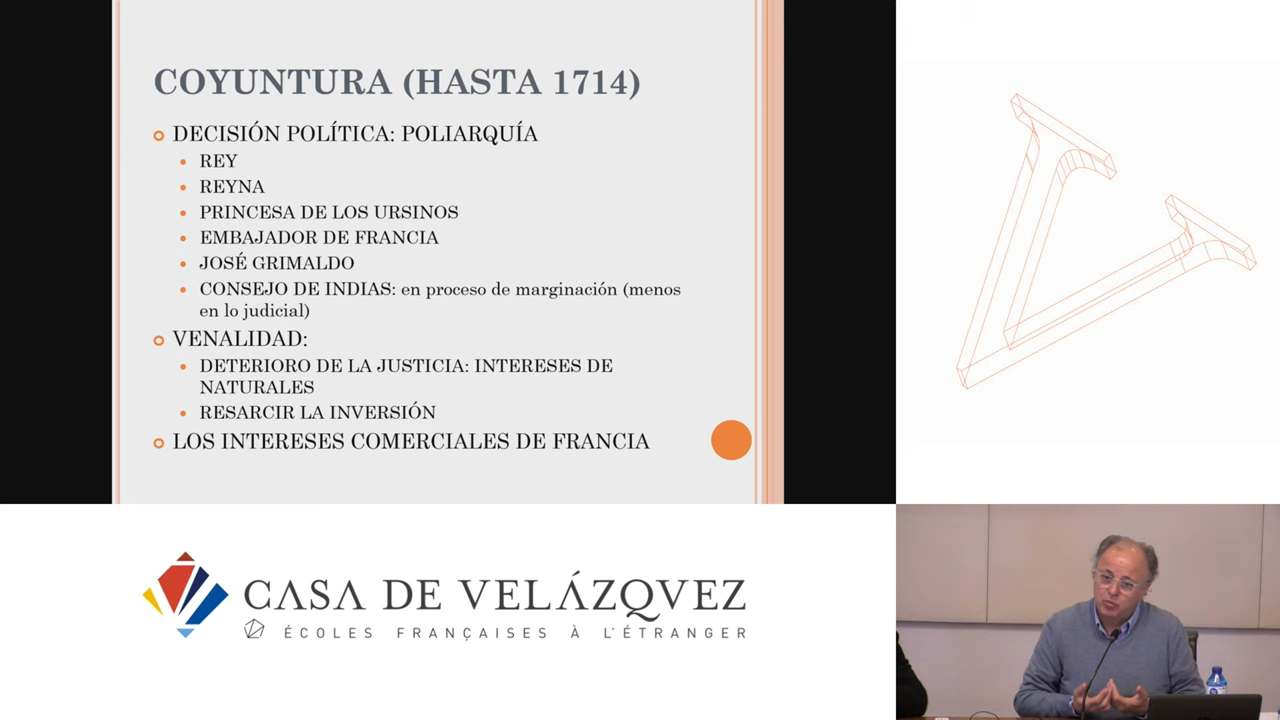 COYUNTURA (HASTA 1714)
DECISIÓN POLÍTICA: POLIARQUÍA
REY
REYNA
PRINCESA DE LOS URSINOS
EMBAJADOR DE FRANCIA
JOSÉ GRIMALDO
CONSEJO DE INDIAS: en proceso de marginación (menos
en lo judicial)
VENALIDAD:
DETERIORO DE LA JUSTICIA: INTERESES DE
NATURALES
RESARCIR LA INVERSIÓN
LOS INTERESES COMERCIALES DE FRANCIA
CASA DE VELÁZQVEZ
ÉCOLES FRANÇAISES À L'ÉTRANGER